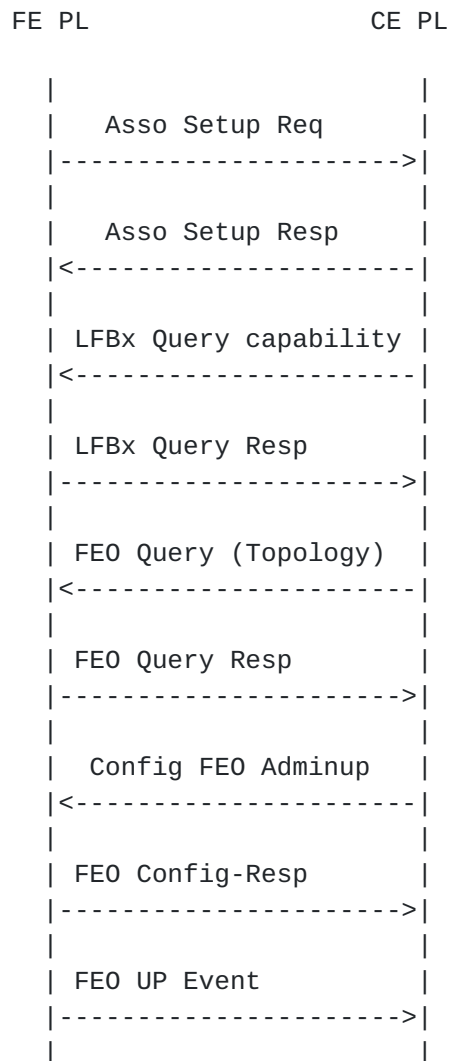 FE PL CE PL
Asso Setup Req
Asso Setup Resp
LFBx Query capability
LFBx Query Resp
FEO Query (Topology)
FEO Query Resp
Config FEO Adminup
FEO Config-Resp
FEO UP Event